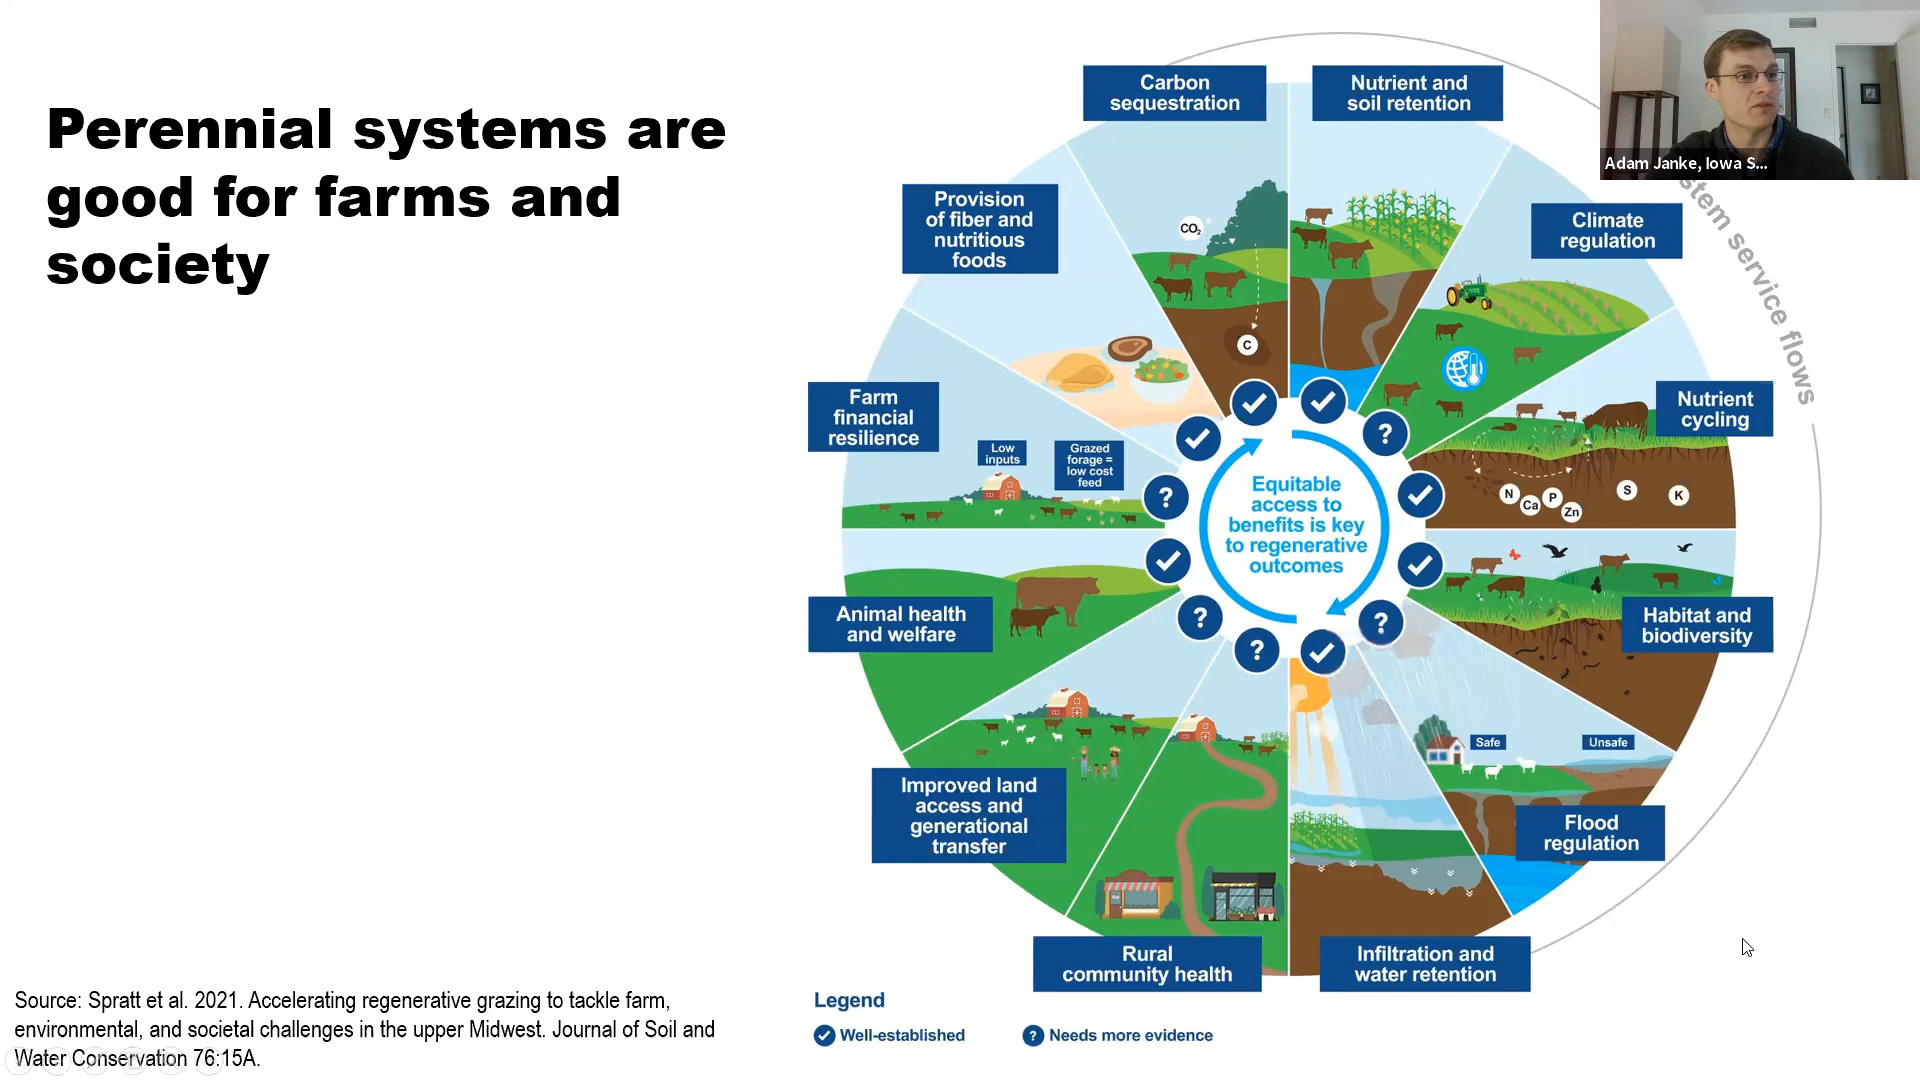 Perennial systems are
good for farms and
society
Source: Spratt et al. 2021. Accelerating regenerative grazing to tackle farm,
environmental, and societal challenges in the upper Midwest. Journal of Soil and
Water Conservation 76:15A.
Carbon
sequestration
Nutrient and
soil retention
Climate
regulation
Nutrient
cycling
Habitat and
biodiversity
Flood
regulation
Infiltration and
water retention
Rural
community health
Improved land
access and
generational
transfer
Animal health
and welfare
Farm
financial
resilience
Provision
of fiber and
nutritious
foods
CO₂
C
N
Ca
P
Zn
S
K
Safe
Unsafe
Low
inputs
Grazed
forage =
low cost
feed
?
?
?
?
?
Equitable
access to
benefits is key
to regenerative
outcomes
service flows
Legend
Well-established
? Needs more evidence
Adam Janke, Iowa S...